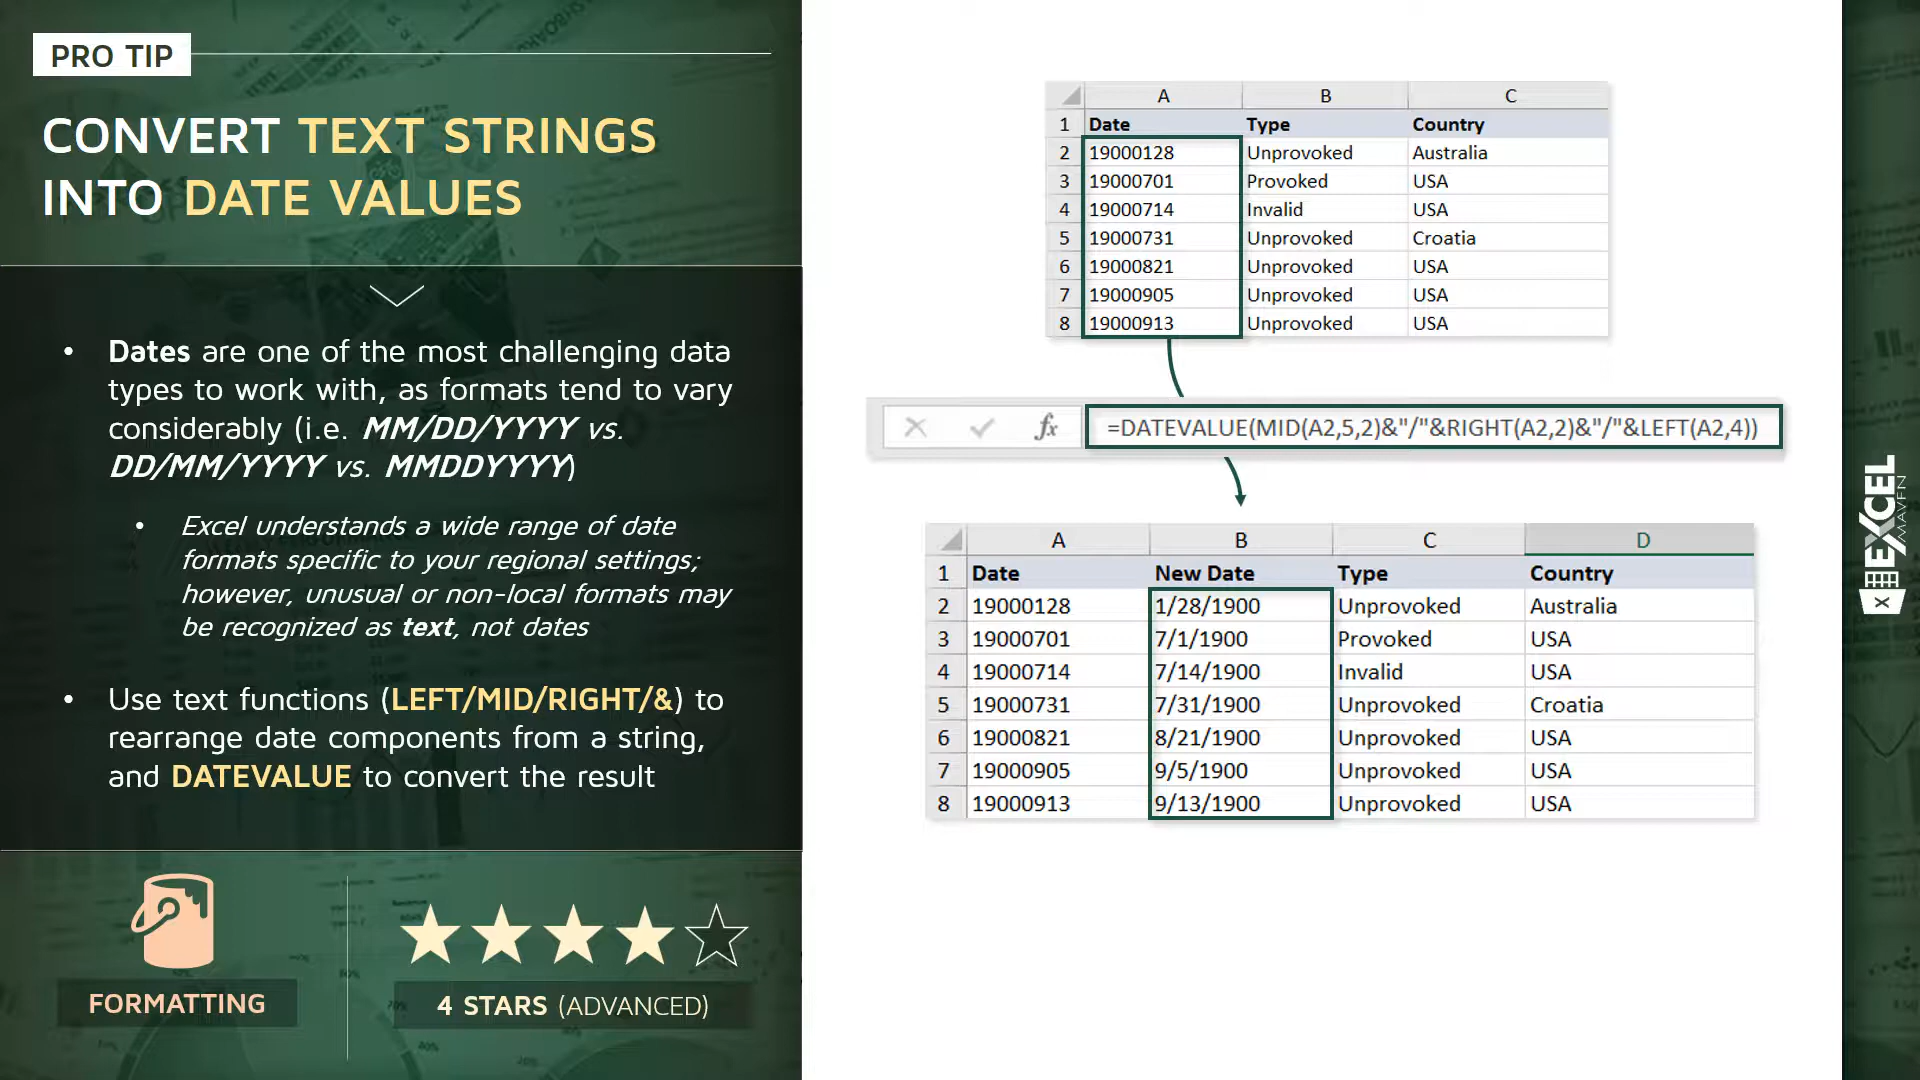 PRO TIP
CONVERT TEXT STRINGS
INTO DATE VALUES
• Dates are one of the most challenging data
types to work with, as formats tend to vary
considerably (i.e. MM/DD/YYYY vs.
DD/MM/YYYY vs. MMDDYYYY)
• Excel understands a wide range of date
formats specific to your regional settings;
however, unusual or non-local formats may
be recognized as text, not dates
• Use text functions (LEFT/MID/RIGHT/&) to
rearrange date components from a string,
and DATEVALUE to convert the result
FORMATTING
4 STARS (ADVANCED)
A B C
1 Date Type Country
2 19000128 Unprovoked Australia
3 19000701 Provoked USA
4 19000714 Invalid USA
5 19000731 Unprovoked Croatia
6 19000821 Unprovoked USA
7 19000905 Unprovoked USA
8 19000913 Unprovoked USA
fx =DATEVALUE(MID(A2,5,2)&"/"&RIGHT(A2,2)&"/"&LEFT(A2,4))
A B C D
1 Date New Date Type Country
2 19000128 1/28/1900 Unprovoked Australia
3 19000701 7/1/1900 Provoked USA
4 19000714 7/14/1900 Invalid USA
5 19000731 7/31/1900 Unprovoked Croatia
6 19000821 8/21/1900 Unprovoked USA
7 19000905 9/5/1900 Unprovoked USA
8 19000913 9/13/1900 Unprovoked USA
X EXCEL
MAVEN